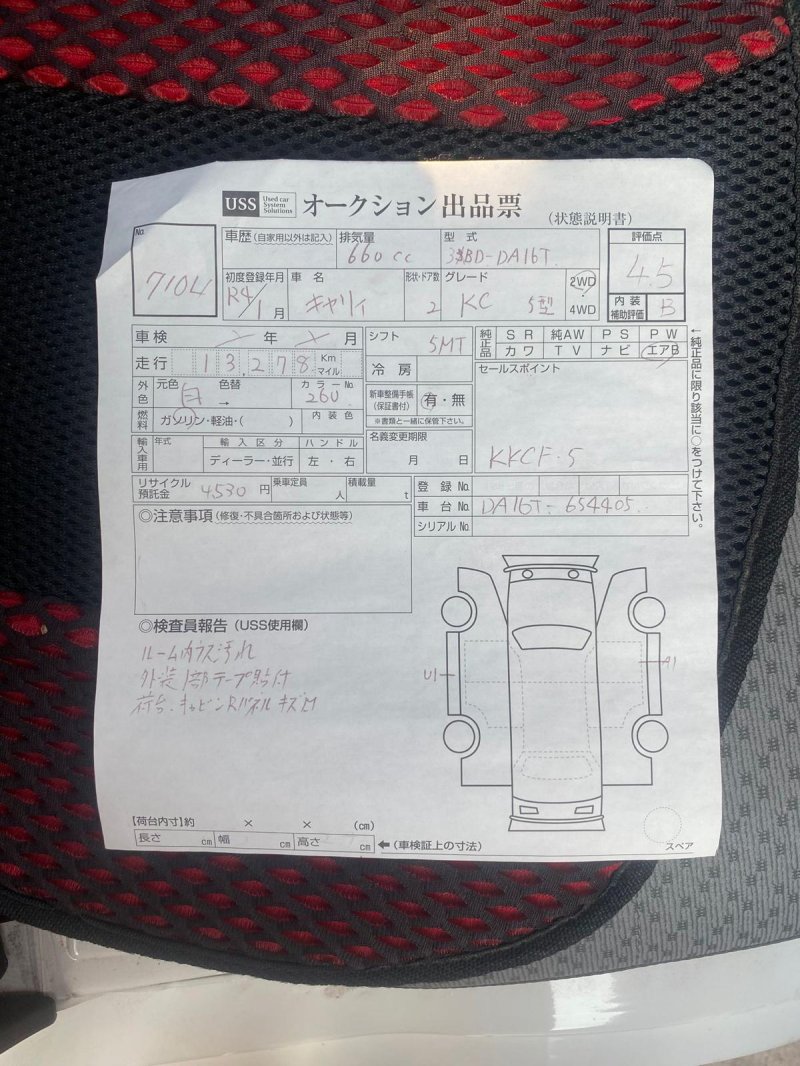 USS Used car System Solutions オークション 出品票 (状態説明書)
No. 7104
車歴 (自家用以外は記入) 排気量 660cc 型式 3BD-DA16T 評価点 4.5
初度登録年月 R4/1月 車名 キャリィ 形状・ドア数 2 グレード KC 5型 2WD 4WD 内装補助評価 B
車検 年 月 シフト 5MT 純正品 SR 純AW PS PW
カワ TV ナビ エアB
走行 13,278 Km マイル 冷房 セールスポイント
外色 元色 白 色替 → カラーNo. 260 新車整備手帳 (保証書付) 有・無
※書類と一緒に保管下さい。
燃料 ガソリン・軽油・( ) 内装色 名義変更期限 月 日
輸入車用 年式 輸入区分 ハンドル
ディーラー・並行 左・右 KKCF・5
←純正品に限り該当に○をつけて下さい。
リサイクル預託金 4530 円 乗車定員 人 積載量 t 登録No.
車台No. DA16T-654405
シリアルNo.
◎注意事項 (修復・不具合箇所および状態等)
◎検査員報告 (USS使用欄)
ルーム内ウス汚れ
外装1部テープ貼付
荷台・キャビンRパネルキズ凹
U1
A1
【荷台内寸】約 × × (cm)
長さ cm 幅 cm 高さ cm ←(車検証上の寸法)
スペア